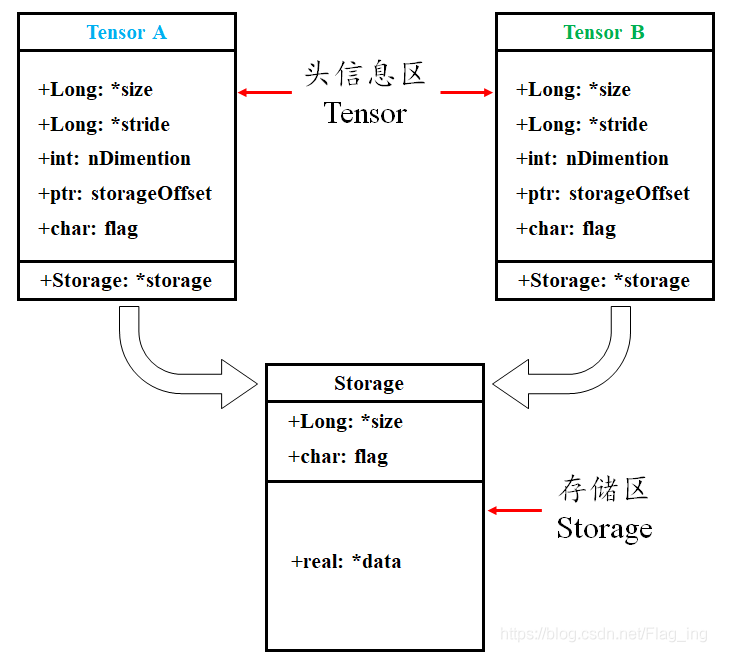 Tensor A
+Long: *size
+Long: *stride
+int: nDimention
+ptr: storageOffset
+char: flag
+Storage: *storage
头信息区
Tensor
Tensor B
+Long: *size
+Long: *stride
+int: nDimention
+ptr: storageOffset
+char: flag
+Storage: *storage
Storage
+Long: *size
+char: flag
+real: *data
存储区
Storage
https://blog.csdn.net/Flag_ing